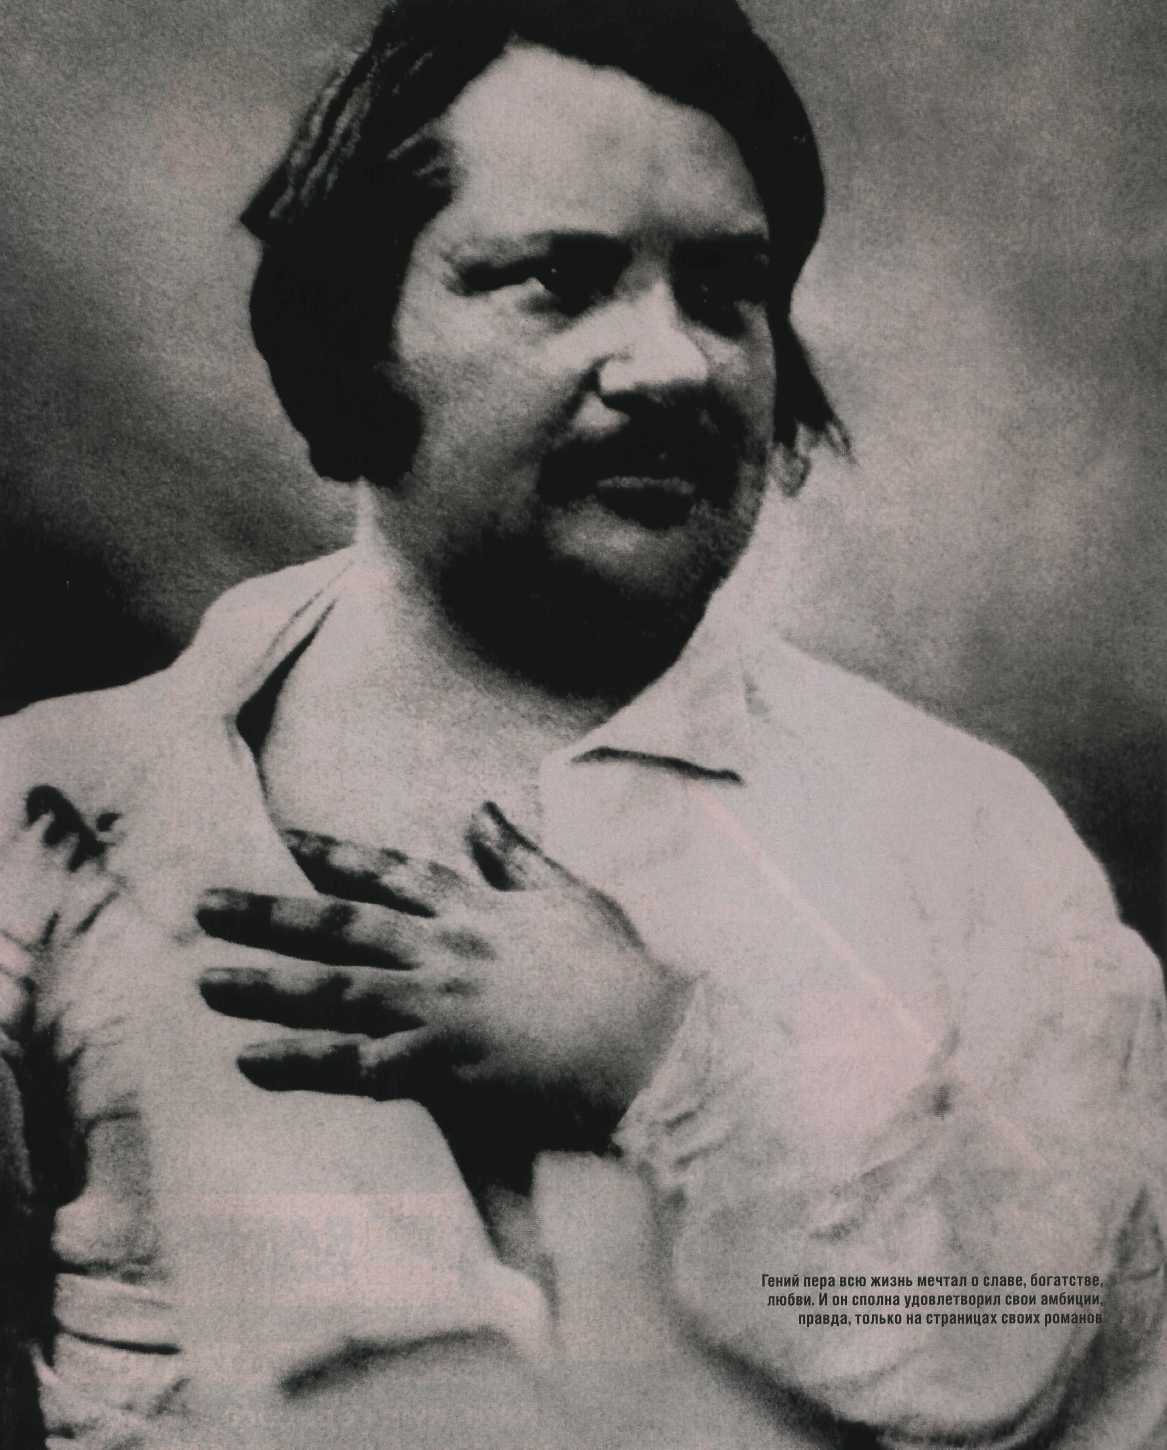 Гений пера всю жизнь мечтал о славе, богатстве,
любви. И он сполна удовлетворил свои амбиции,
правда, только на страницах своих романов